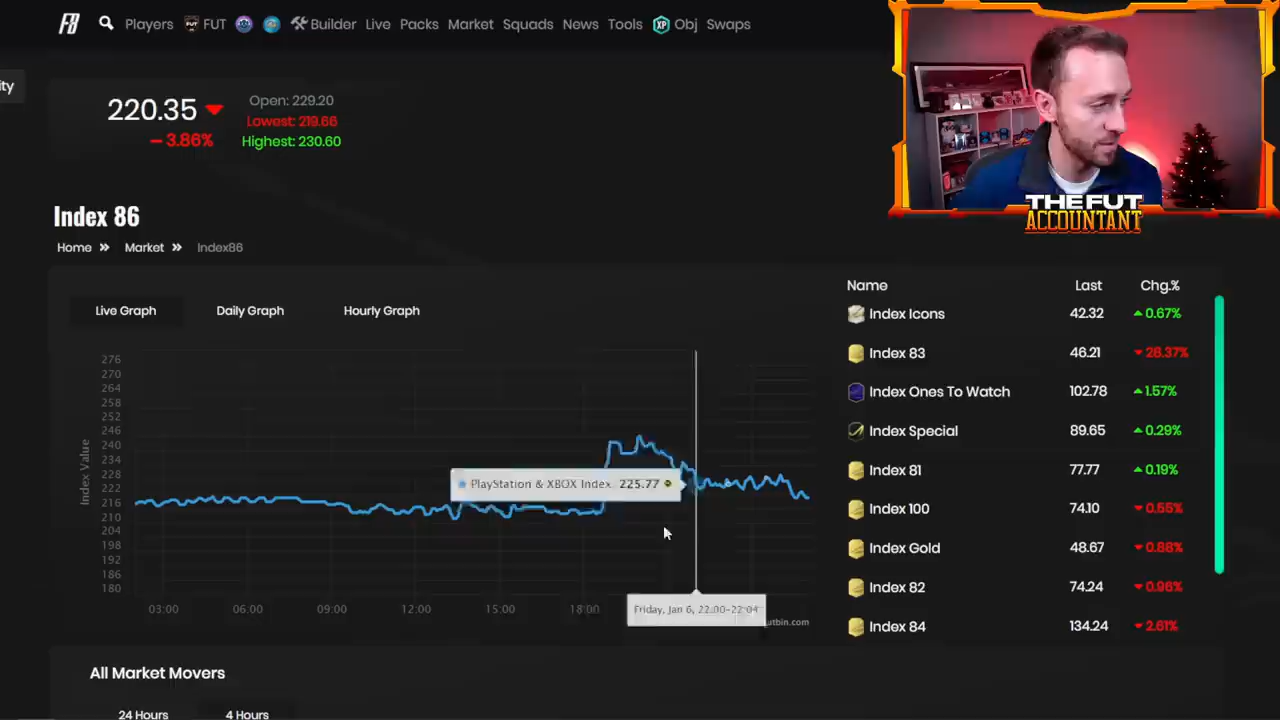 Players FUT Builder Live Packs Market Squads News Tools XP Obj Swaps
ity
220.35
Open: 229.20
Lowest: 219.66
− 3.86%
Highest: 230.60
THE FUT
ACCOUNTANT
Index 86
Home » Market » Index86
Live Graph Daily Graph Hourly Graph
Name Last Chg.%
Index Icons 42.32 0.67%
Index 83 46.21 28.37%
Index Ones To Watch 102.78 1.57%
Index Special 89.65 0.29%
Index 81 77.77 0.19%
Index 100 74.10 0.55%
Index Gold 48.67 0.88%
Index 82 74.24 0.96%
Index 84 134.24 2.61%
Index Value
276
270
264
258
252
246
240
234
228
222
216
210
204
198
192
186
180
PlayStation & XBOX Index 225.77
03:00 06:00 09:00 12:00 15:00 18:00
Friday, Jan 6, 22:00-22:04
utbin.com
All Market Movers
24 Hours 4 Hours